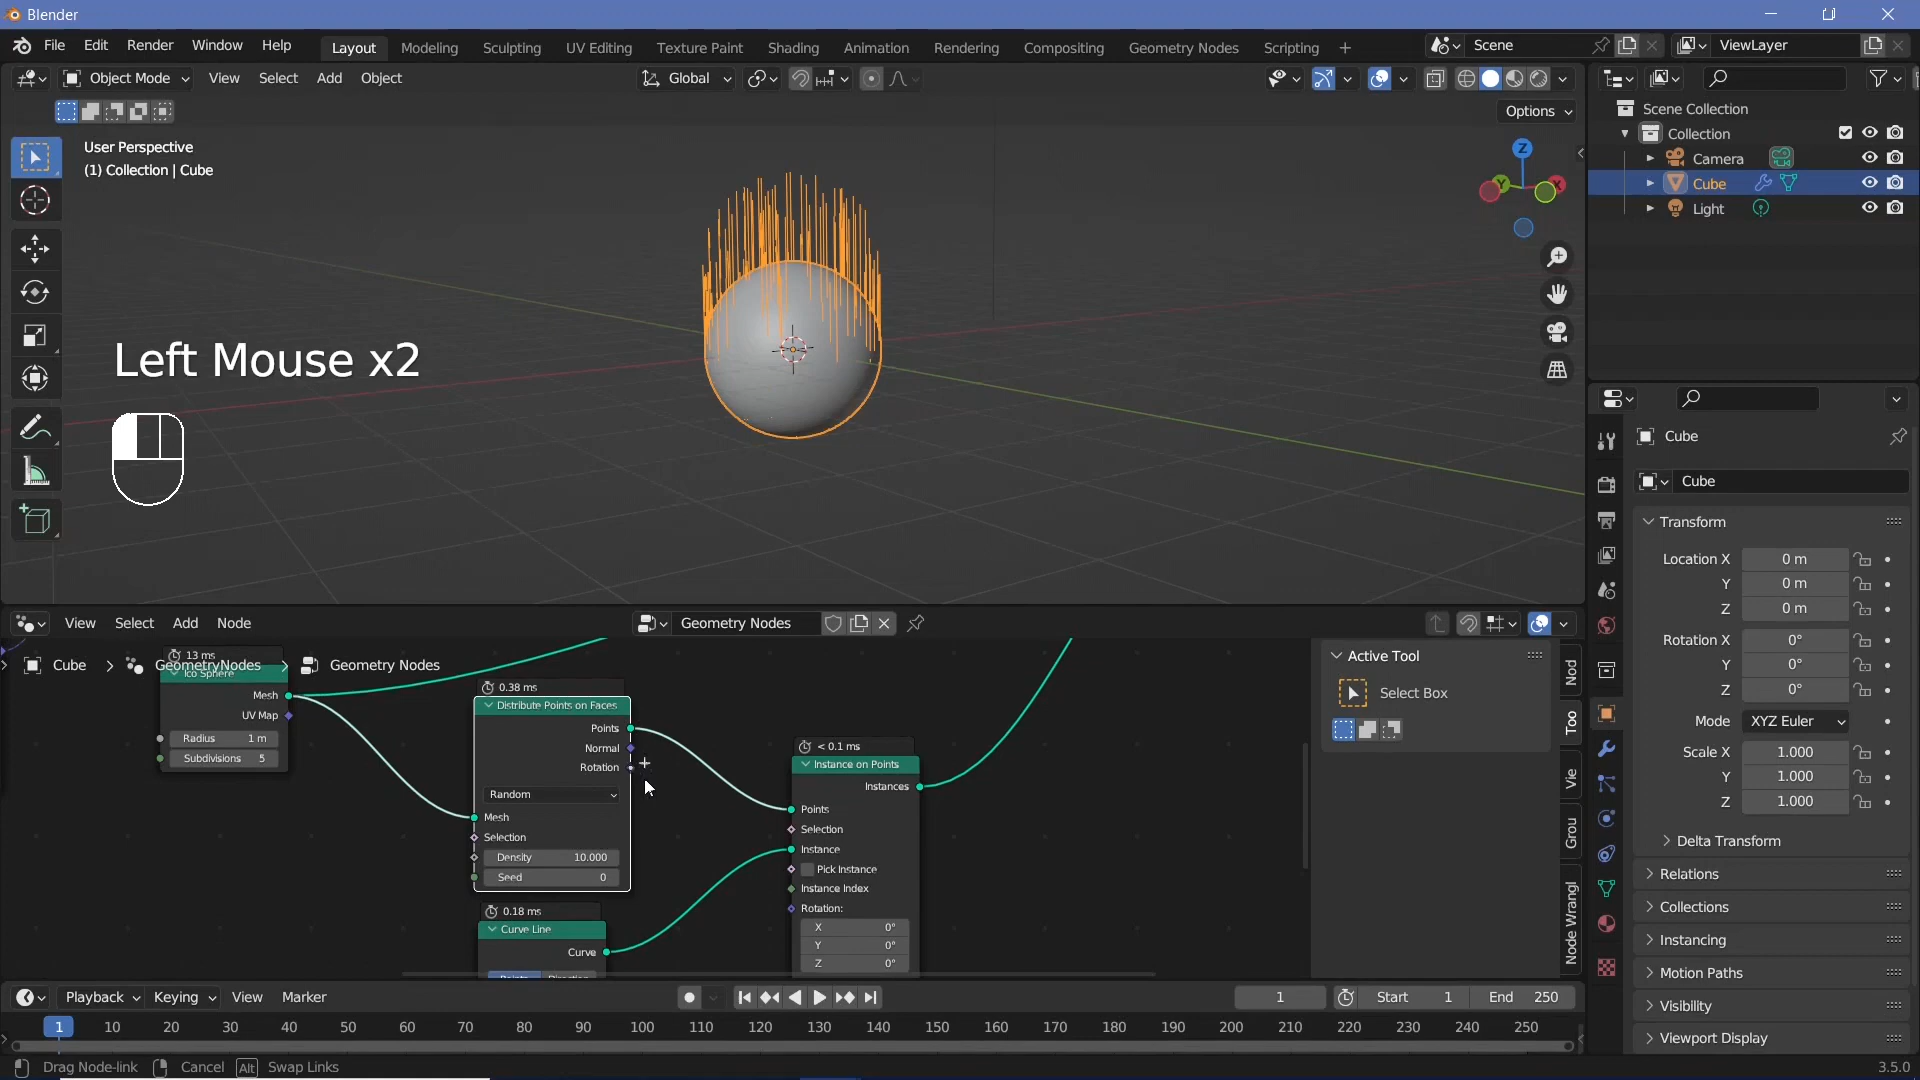 Blender
File Edit Render Window Help Layout Modeling Sculpting UV Editing Texture Paint Shading Animation Rendering Compositing Geometry Nodes Scripting + Scene ViewLayer
Object Mode View Select Add Object Global
Options
User Perspective
(1) Collection | Cube
Z
Y
X
Left Mouse x2
Scene Collection
Collection
Camera
Cube
Light
Cube
Cube
Transform
Location X 0 m
Y 0 m
Z 0 m
Rotation X 0°
Y 0°
Z 0°
Mode XYZ Euler
Scale X 1.000
Y 1.000
Z 1.000
Delta Transform
Relations
Collections
Instancing
Motion Paths
Visibility
Viewport Display
View Select Add Node Geometry Nodes
Cube > GeometryNodes > Geometry Nodes
13 ms
Ico Sphere
Mesh
UV Map
Radius 1 m
Subdivisions 5
0.38 ms
Distribute Points on Faces
Points
Normal
Rotation
Random
Mesh
Selection
Density 10.000
Seed 0
0.18 ms
Curve Line
Curve
Points Direction
< 0.1 ms
Instance on Points
Instances
Points
Selection
Instance
Pick Instance
Instance Index
Rotation:
X 0°
Y 0°
Z 0°
Active Tool
Select Box
Nod
Too
Vie
Grou
Node Wrangl
Playback Keying View Marker 1 Start 1 End 250
1 10 20 30 40 50 60 70 80 90 100 110 120 130 140 150 160 170 180 190 200 210 220 230 240 250
Drag Node-link Cancel Alt Swap Links 3.5.0